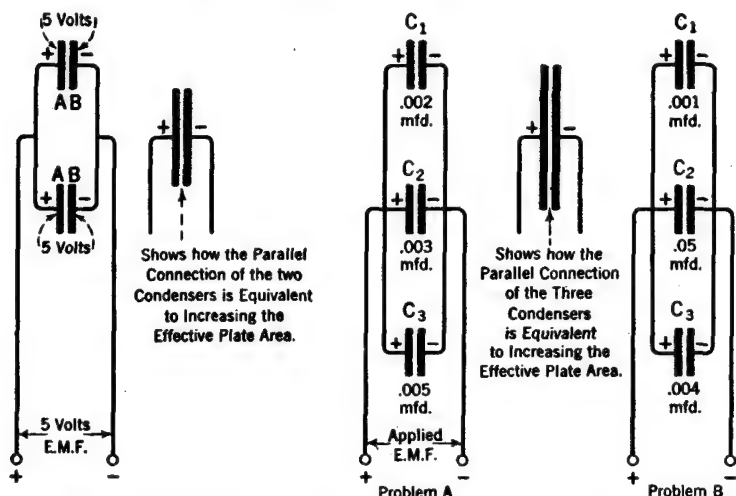 5 Volts
+ −
A B
A B
+ −
5 Volts
5 Volts
E.M.F.
+ −
+ −
Shows how the Parallel
Connection of the two
Condensers is Equivalent
to Increasing the
Effective Plate Area.
C1
+ −
.002
mfd.
C2
+ −
.003
mfd.
C3
+ −
.005
mfd.
Applied
E.M.F.
+ −
Problem A
+ −
Shows how the
Parallel Connection
of the Three
Condensers
is Equivalent
to Increasing the
Effective Plate Area.
C1
+ −
.001
mfd.
C2
+ −
.05
mfd.
C3
+ −
.004
mfd.
+ −
Problem B